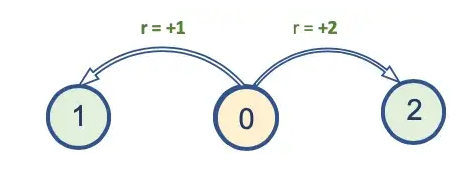 r = +1 r = +2
1 0 2